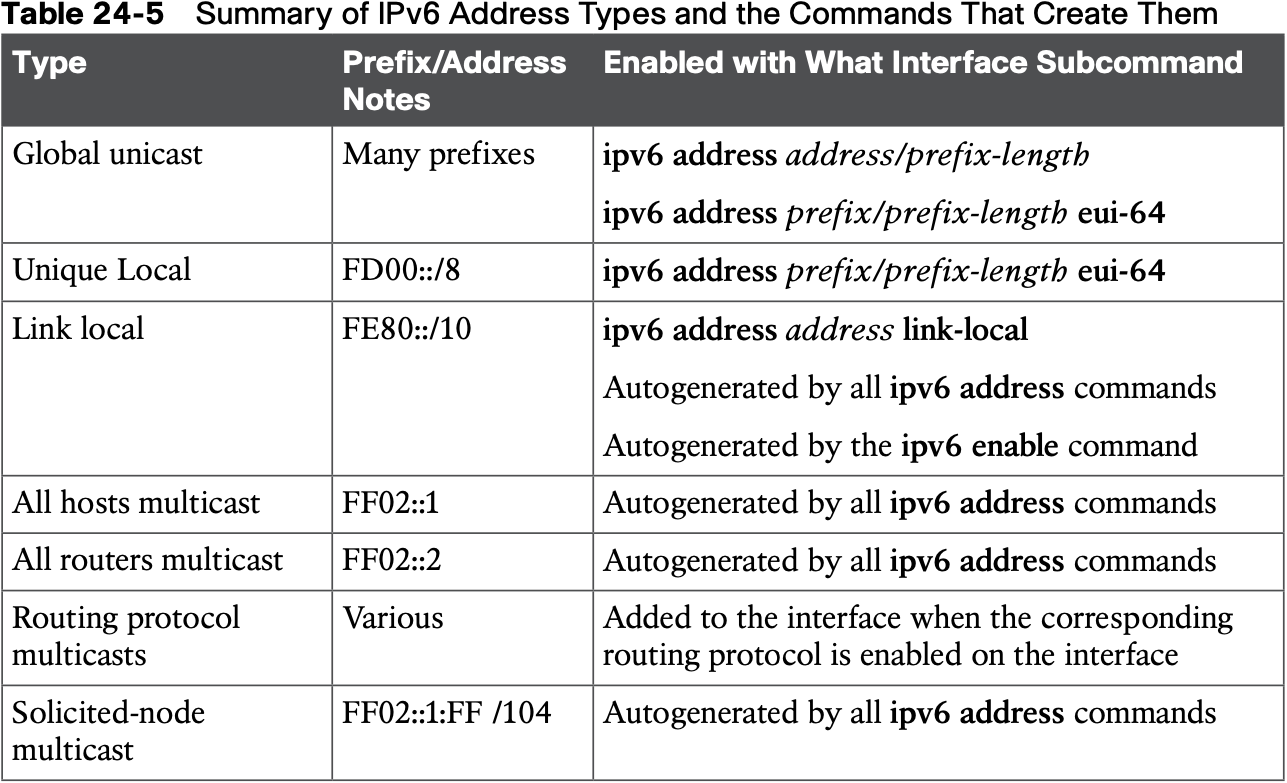 Table 24-5 Summary of IPv6 Address Types and the Commands That Create Them
Type
Prefix/Address
Notes
Enabled with What Interface Subcommand
Global unicast
Many prefixes
ipv6 address address/prefix-length
ipv6 address prefix/prefix-length eui-64
Unique Local
FD00::/8
ipv6 address prefix/prefix-length eui-64
Link local
FE80::/10
ipv6 address address link-local
Autogenerated by all ipv6 address commands
Autogenerated by the ipv6 enable command
All hosts multicast
FF02::1
Autogenerated by all ipv6 address commands
All routers multicast
FF02::2
Autogenerated by all ipv6 address commands
Routing protocol
multicasts
Various
Added to the interface when the corresponding
routing protocol is enabled on the interface
Solicited-node
multicast
FF02::1:FF /104
Autogenerated by all ipv6 address commands